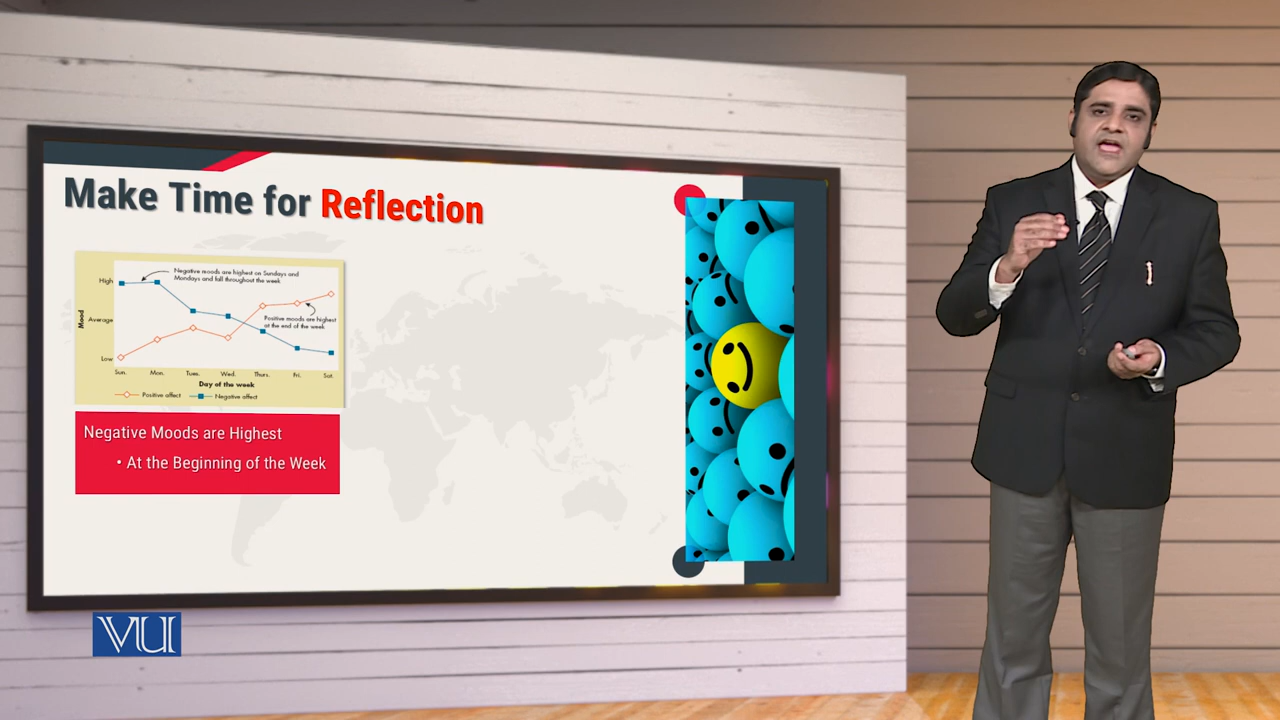 Make Time for Reflection
Negative moods are highest on Sundays and
Mondays and fall throughout the week
High
Mood
Average
Positive moods are highest
at the end of the week
Low
Sun. Mon. Tues. Wed. Thurs. Fri. Sat.
Day of the week
Positive affect Negative affect
Negative Moods are Highest
• At the Beginning of the Week
VU